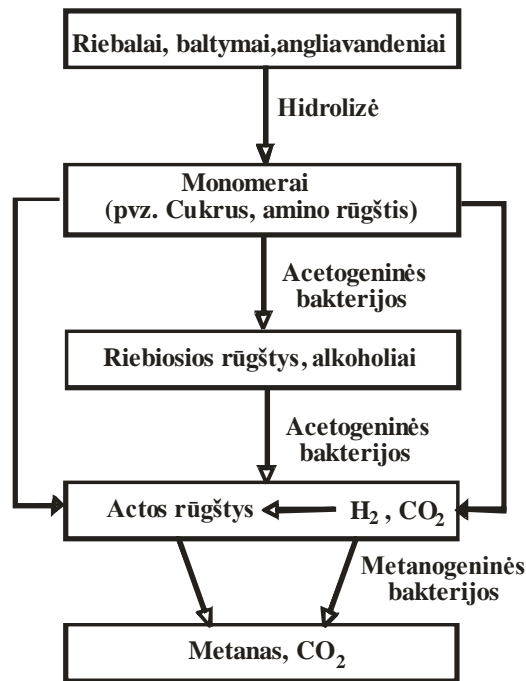 Riebalai, baltymai,angliavandeniai
Hidrolizė
Monomerai
(pvz. Cukrus, amino rūgštis)
Acetogeninės
bakterijos
Riebiosios rūgštys, alkoholiai
Acetogeninės
bakterijos
Actos rūgštys H₂ , CO₂
Metanogeninės
bakterijos
Metanas, CO₂